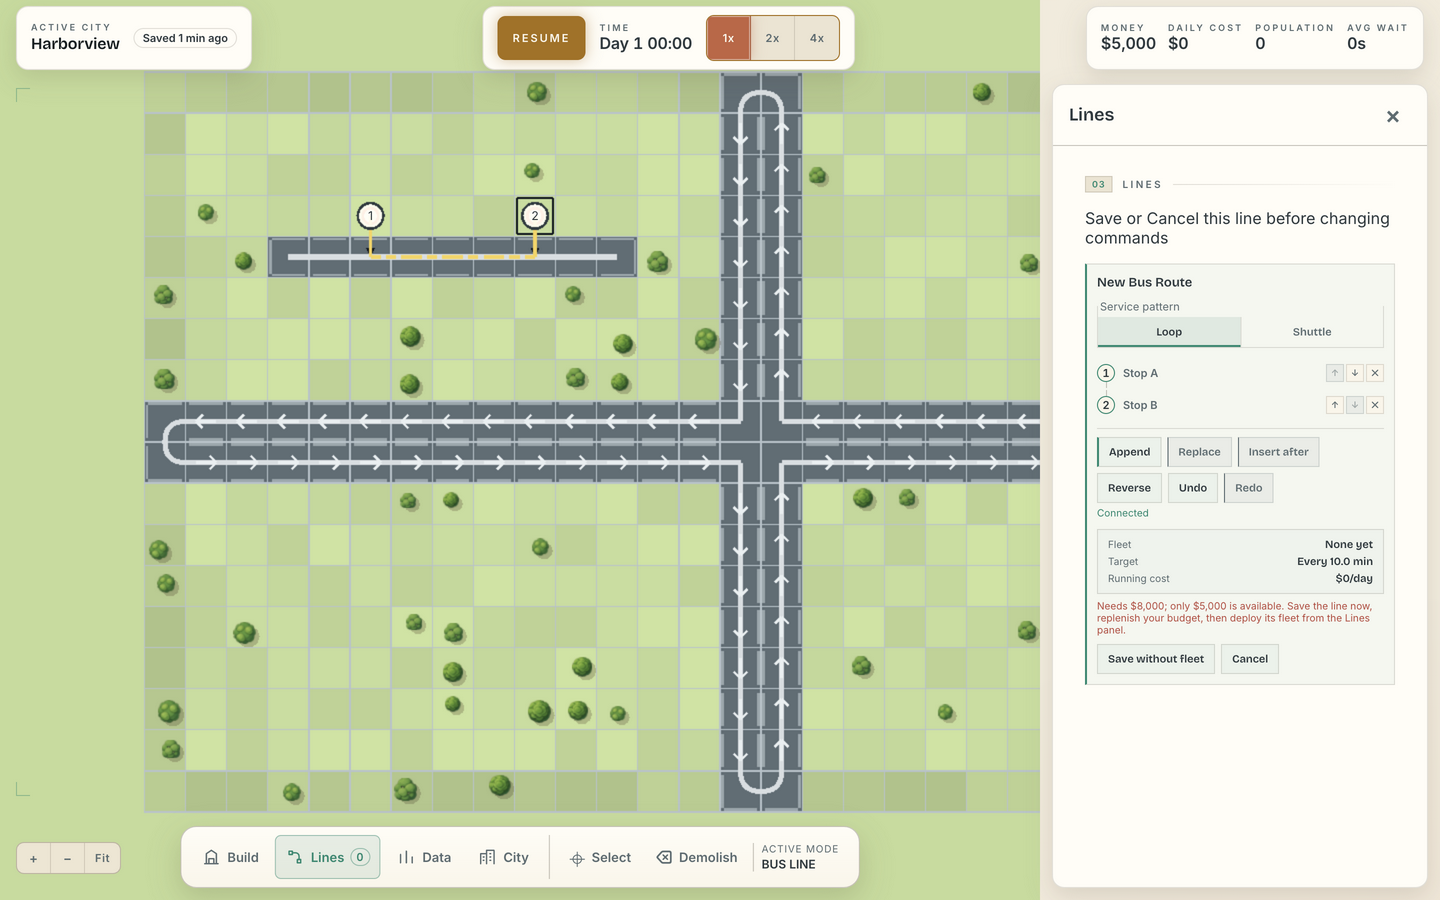 ACTIVE CITY
Harborview
Saved 1 min ago
RESUME
TIME
Day 1 00:00
1x
2x
4x
MONEY
$5,000
DAILY COST
$0
POPULATION
0
AVG WAIT
0s
1
2
Lines
×
03
LINES
Save or Cancel this line before changing
commands
New Bus Route
Service pattern
Loop
Shuttle
1
Stop A
↑ ↓ ×
2
Stop B
↑ ↓ ×
Append
Replace
Insert after
Reverse
Undo
Redo
Connected
Fleet
None yet
Target
Every 10.0 min
Running cost
$0/day
Needs $8,000; only $5,000 is available. Save the line now,
replenish your budget, then deploy its fleet from the Lines
panel.
Save without fleet
Cancel
+
−
Fit
Build
Lines
0
Data
City
Select
Demolish
ACTIVE MODE
BUS LINE